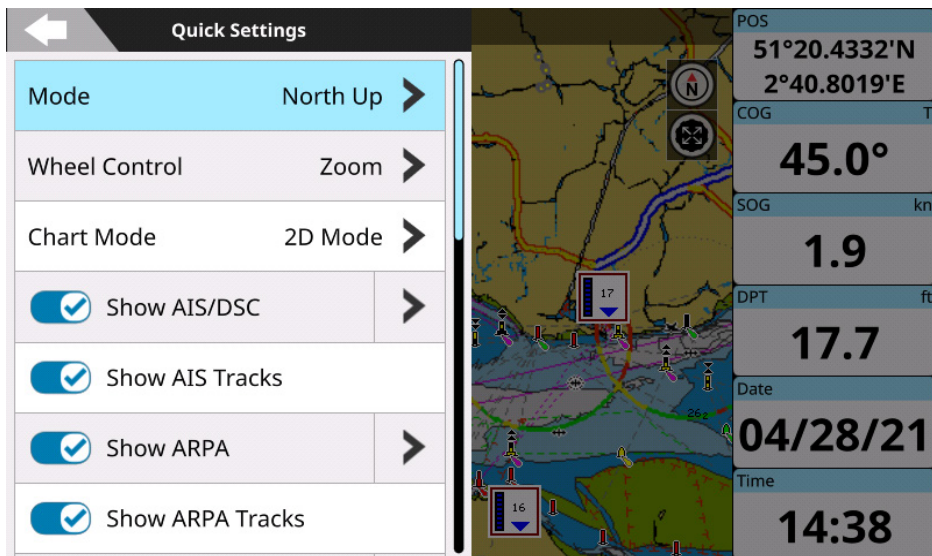 Quick Settings
Mode North Up
Wheel Control Zoom
Chart Mode 2D Mode
Show AIS/DSC
Show AIS Tracks
Show ARPA
Show ARPA Tracks
N
17
26₂
16
POS
51°20.4332'N
2°40.8019'E
COG T
45.0°
SOG kn
1.9
DPT ft
17.7
Date
04/28/21
Time
14:38